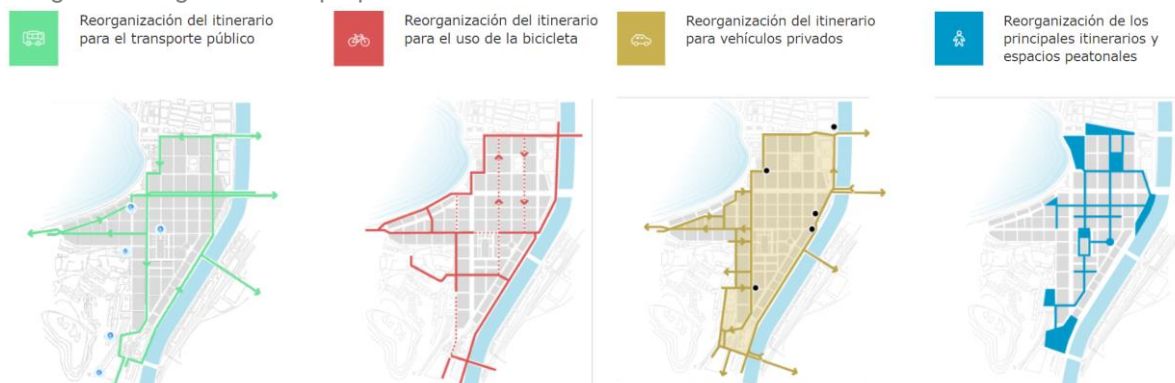 Reorganización del itinerario
para el transporte público
Reorganización del itinerario
para el uso de la bicicleta
Reorganización del itinerario
para vehículos privados
Reorganización de los
principales itinerarios y
espacios peatonales